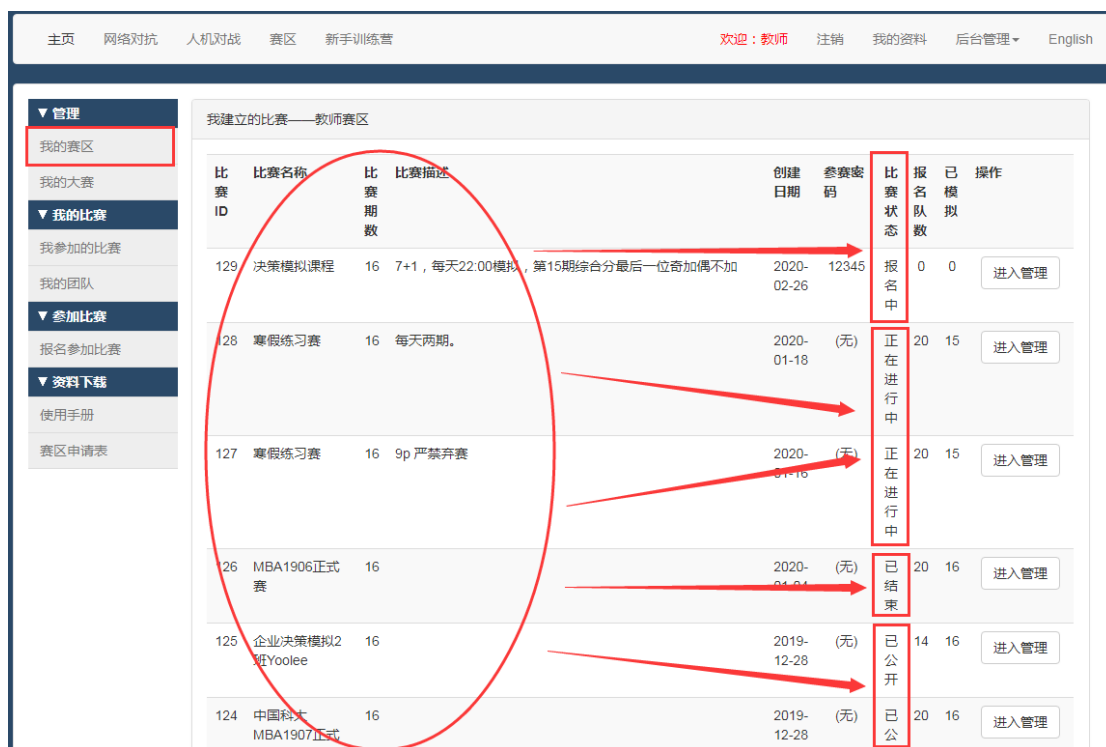 主页 网络对抗 人机对战 赛区 新手训练营 欢迎：教师 注销 我的资料 后台管理 English
▼管理
我的赛区
我的大赛
▼我的比赛
我参加的比赛
我的团队
▼参加比赛
报名参加比赛
▼资料下载
使用手册
赛区申请表
我建立的比赛——教师赛区
比赛ID 比赛名称 比赛期数 比赛描述 创建日期 参赛密码 比赛状态 报名队数 已模拟 操作
129 决策模拟课程 16 7+1，每天22:00模拟，第15期综合分最后一位奇加偶不加 2020-02-26 12345 报名中 0 0 进入管理
128 寒假练习赛 16 每天两期。 2020-01-18 (无) 正在进行中 20 15 进入管理
127 寒假练习赛 16 9p 严禁弃赛 2020-01-16 (无) 正在进行中 20 15 进入管理
126 MBA1906正式赛 16 2020-01-04 (无) 已结束 20 16 进入管理
125 企业决策模拟2班Yoolee 16 2019-12-28 (无) 已公开 14 16 进入管理
124 中国科大MBA1907正式 16 2019-12-28 (无) 已公 20 16 进入管理